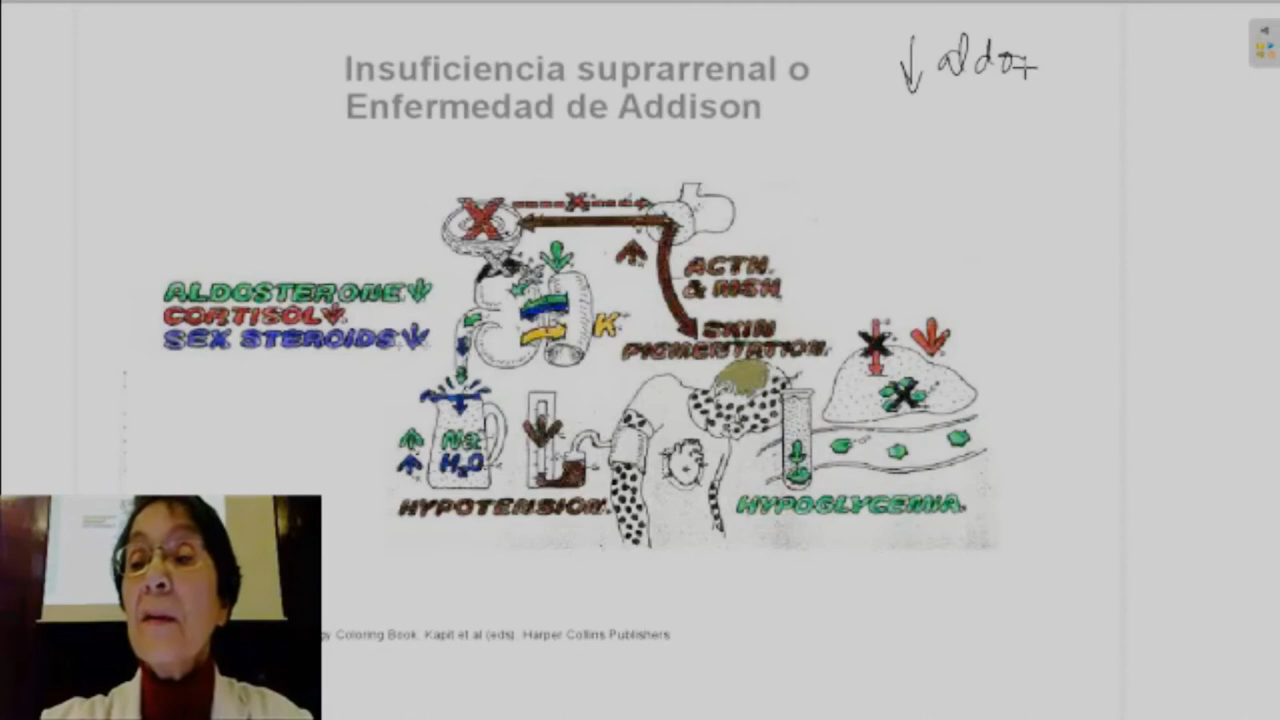 Insuficiencia suprarrenal o
Enfermedad de Addison
↓ aldo
ALDOSTERONE↓
CORTISOL↓
SEX STEROIDS↓
K+
ACTH
& MSH
SKIN
PIGMENTATION.
↑ Na
↑ H2O
HYPOTENSION.
HYPOGLYCEMIA.
gy Coloring Book. Kapit et al (eds). Harper Collins Publishers